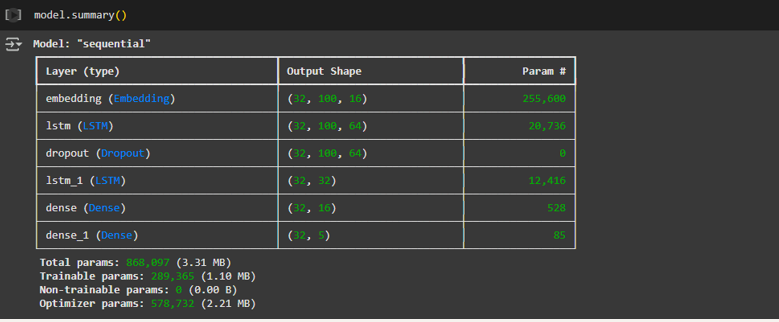 model.summary()
Model: "sequential"
Layer (type) Output Shape Param #
embedding (Embedding) (32, 100, 16) 255,600
lstm (LSTM) (32, 100, 64) 20,736
dropout (Dropout) (32, 100, 64) 0
lstm_1 (LSTM) (32, 32) 12,416
dense (Dense) (32, 16) 528
dense_1 (Dense) (32, 5) 85
Total params: 868,097 (3.31 MB)
Trainable params: 289,365 (1.10 MB)
Non-trainable params: 0 (0.00 B)
Optimizer params: 578,732 (2.21 MB)